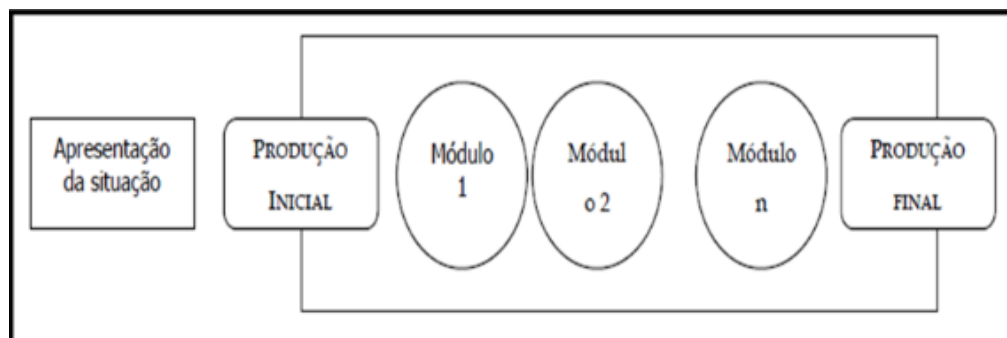 Apresentação
da situação
PRODUÇÃO
INICIAL
Módulo
1
Módul
o 2
Módulo
n
PRODUÇÃO
FINAL